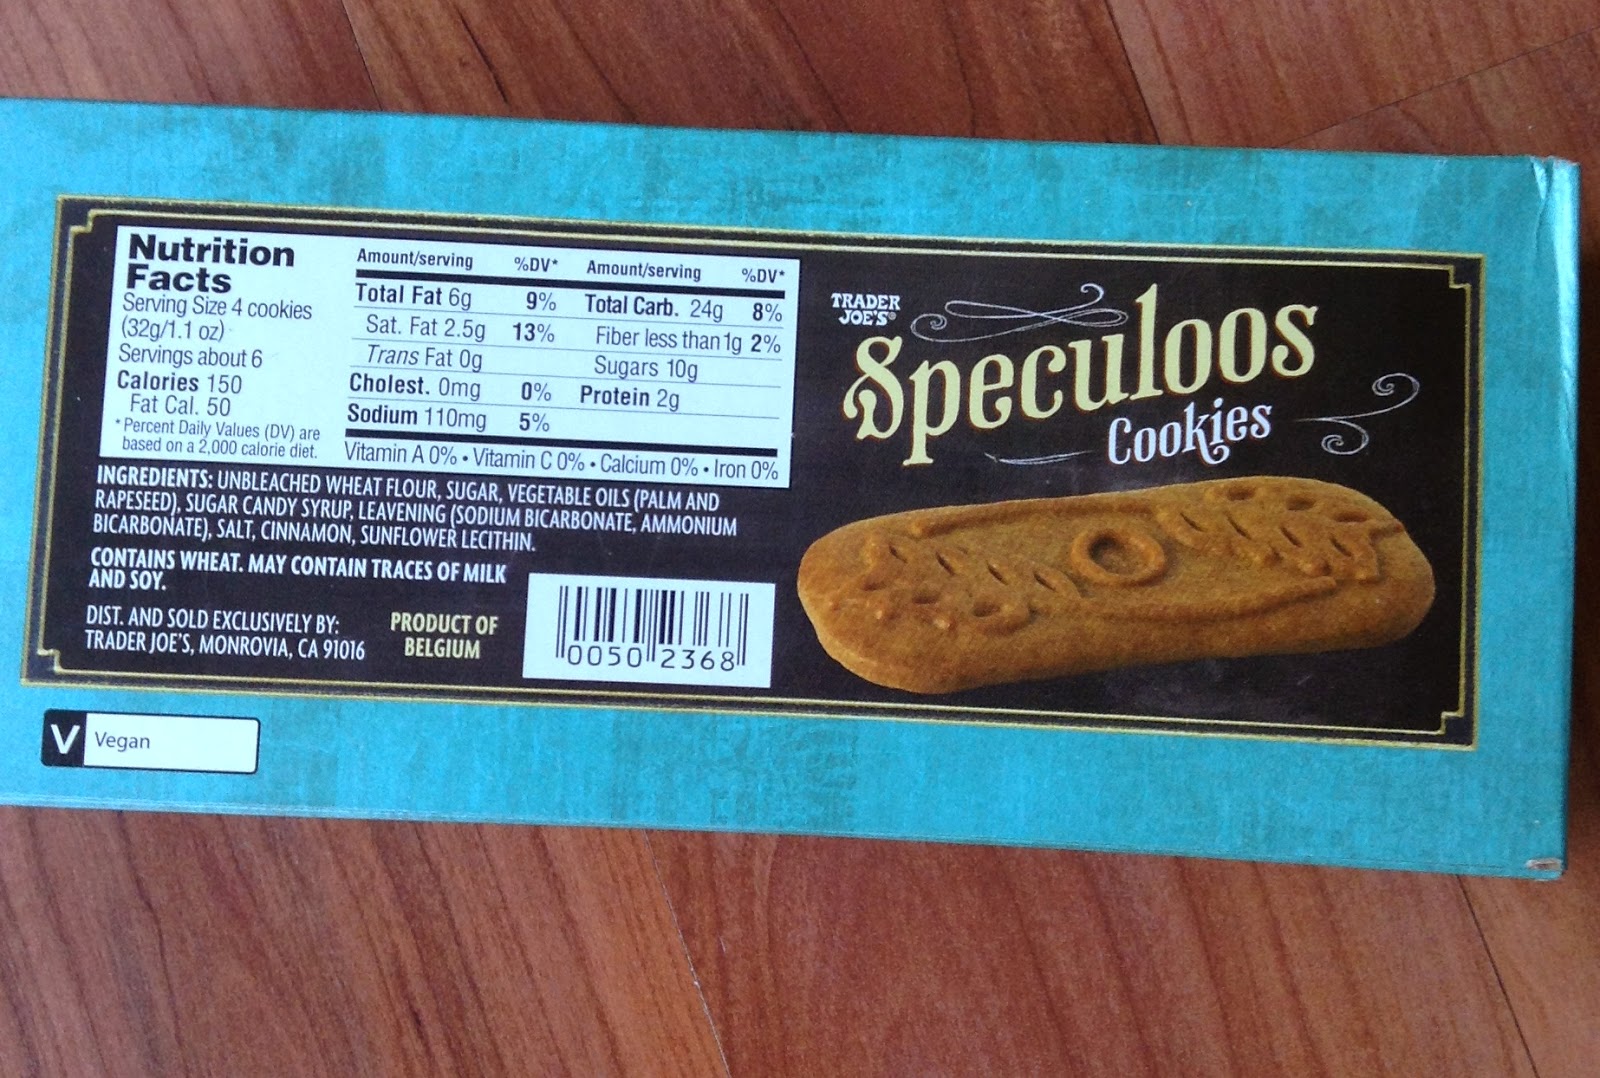 Nutrition
Facts
Serving Size 4 cookies
(32g/1.1 oz)
Servings about 6
Calories 150
Fat Cal. 50
*Percent Daily Values (DV) are
based on a 2,000 calorie diet.
Amount/serving %DV* Amount/serving %DV*
Total Fat 6g 9% Total Carb. 24g 8%
Sat. Fat 2.5g 13% Fiber less than 1g 2%
Trans Fat 0g Sugars 10g
Cholest. 0mg 0% Protein 2g
Sodium 110mg 5%
Vitamin A 0% • Vitamin C 0% • Calcium 0% • Iron 0%
INGREDIENTS: UNBLEACHED WHEAT FLOUR, SUGAR, VEGETABLE OILS (PALM AND
RAPESEED), SUGAR CANDY SYRUP, LEAVENING (SODIUM BICARBONATE, AMMONIUM
BICARBONATE), SALT, CINNAMON, SUNFLOWER LECITHIN.
CONTAINS WHEAT. MAY CONTAIN TRACES OF MILK
AND SOY.
DIST. AND SOLD EXCLUSIVELY BY:
TRADER JOE'S, MONROVIA, CA 91016
PRODUCT OF
BELGIUM
0050 2368
TRADER
JOE'S®
Speculoos
Cookies
V Vegan